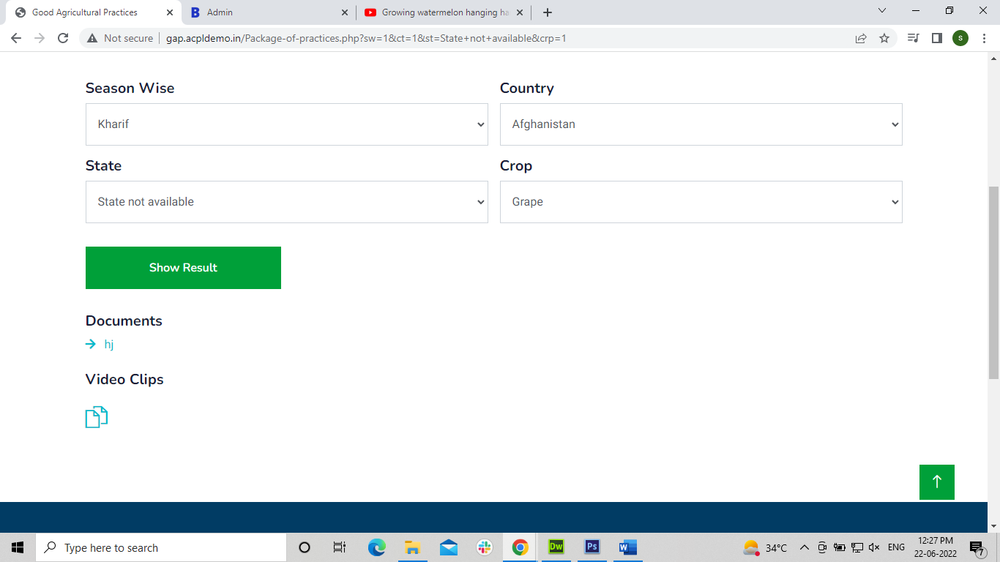 Good Agricultural Practices
Admin
Growing watermelon hanging ha
Not secure
gap.acpldemo.in/Package-of-practices.php?sw=1&ct=1&st=State+not+available&crp=1
s
Season Wise
Country
Kharif
Afghanistan
State
Crop
State not available
Grape
Show Result
Documents
hj
Video Clips
Type here to search
Dw
Ps
W
34°C
ENG
12:27 PM
22-06-2022
7